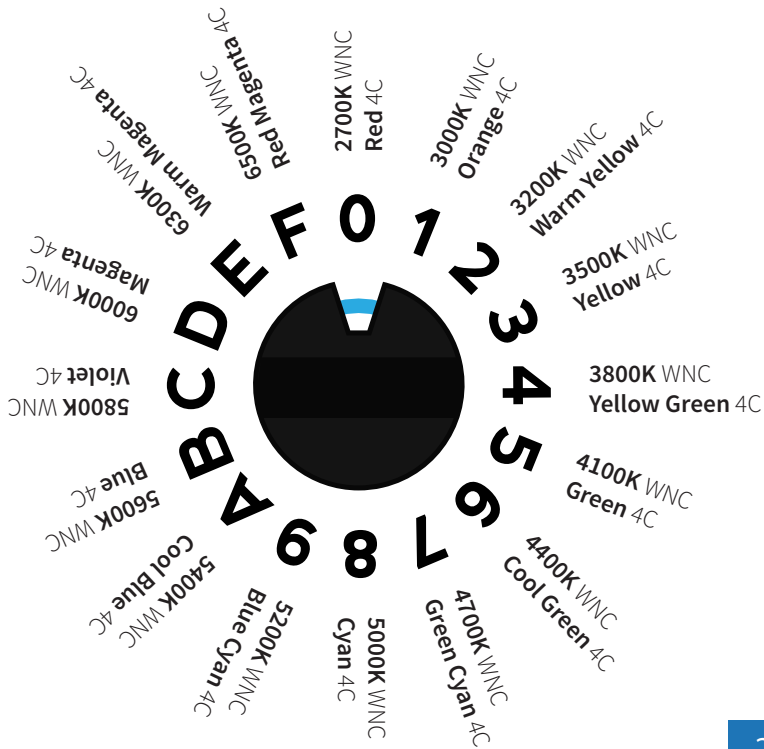 0
2700K WNC
Red 4C
1
3000K WNC
Orange 4C
2
3200K WNC
Warm Yellow 4C
3
3500K WNC
Yellow 4C
4
3800K WNC
Yellow Green 4C
5
4100K WNC
Green 4C
6
4400K WNC
Cool Green 4C
7
4700K WNC
Green Cyan 4C
8
5000K WNC
Cyan 4C
9
5200K WNC
Blue Cyan 4C
A
5400K WNC
Cool Blue 4C
B
5600K WNC
Blue 4C
C
5800K WNC
Violet 4C
D
6000K WNC
Magenta 4C
E
6300K WNC
Warm Magenta 4C
F
6500K WNC
Red Magenta 4C